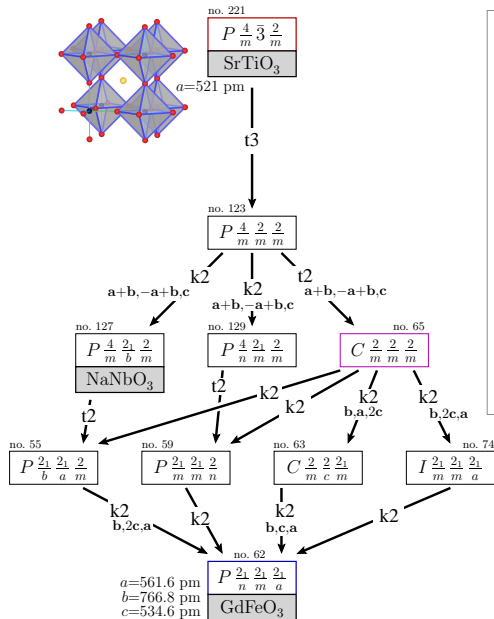 no. 221
P 4/m 3̄ 2/m
SrTiO₃
a=521 pm
t3
no. 123
P 4/m 2/m 2/m
k2
a+b,−a+b,c
k2
a+b,−a+b,c
t2
a+b,−a+b,c
no. 127
P 4/m 2₁/b 2/m
NaNbO₃
no. 129
P 4/n 2₁/m 2/m
no. 65
C 2/m 2/m 2/m
t2
t2
k2
k2
k2
b,a,2c
k2
b,2c,a
no. 55
P 2₁/b 2₁/a 2/m
no. 59
P 2₁/m 2₁/m 2/n
no. 63
C 2/m 2/c 2₁/m
no. 74
I 2₁/m 2₁/m 2₁/a
k2
b,2c,a
k2
k2
b,c,a
k2
no. 62
P 2₁/n 2₁/m 2₁/a
GdFeO₃
a=561.6 pm
b=766.8 pm
c=534.6 pm